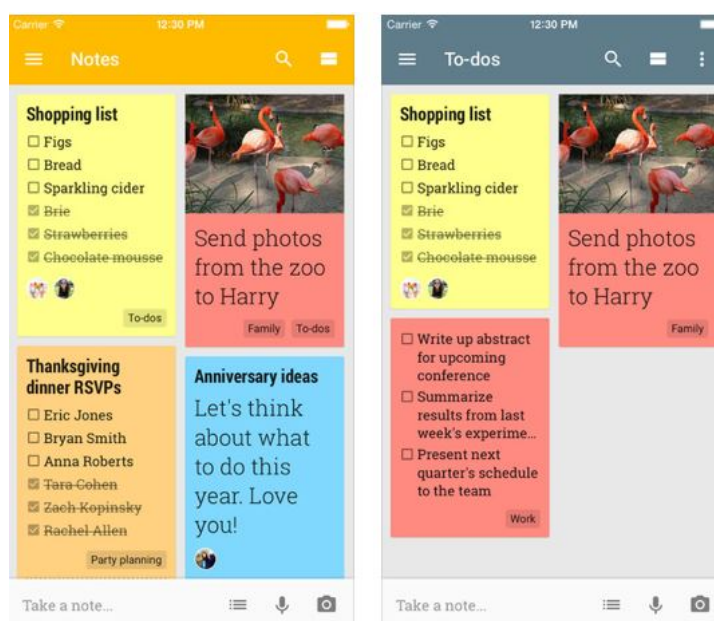 Carrier 12:30 PM
Notes
Shopping list
Figs
Bread
Sparkling cider
Brie
Strawberries
Chocolate mousse
To-dos
Send photos
from the zoo
to Harry
Family To-dos
Thanksgiving
dinner RSVPs
Eric Jones
Bryan Smith
Anna Roberts
Tara Cohen
Zach Kopinsky
Rachel Allen
Party planning
Anniversary ideas
Let's think
about what
to do this
year. Love
you!
Take a note...
Carrier 12:30 PM
To-dos
Shopping list
Figs
Bread
Sparkling cider
Brie
Strawberries
Chocolate mousse
Send photos
from the zoo
to Harry
Family
Write up abstract
for upcoming
conference
Summarize
results from last
week's experime...
Present next
quarter's schedule
to the team
Work
Take a note...